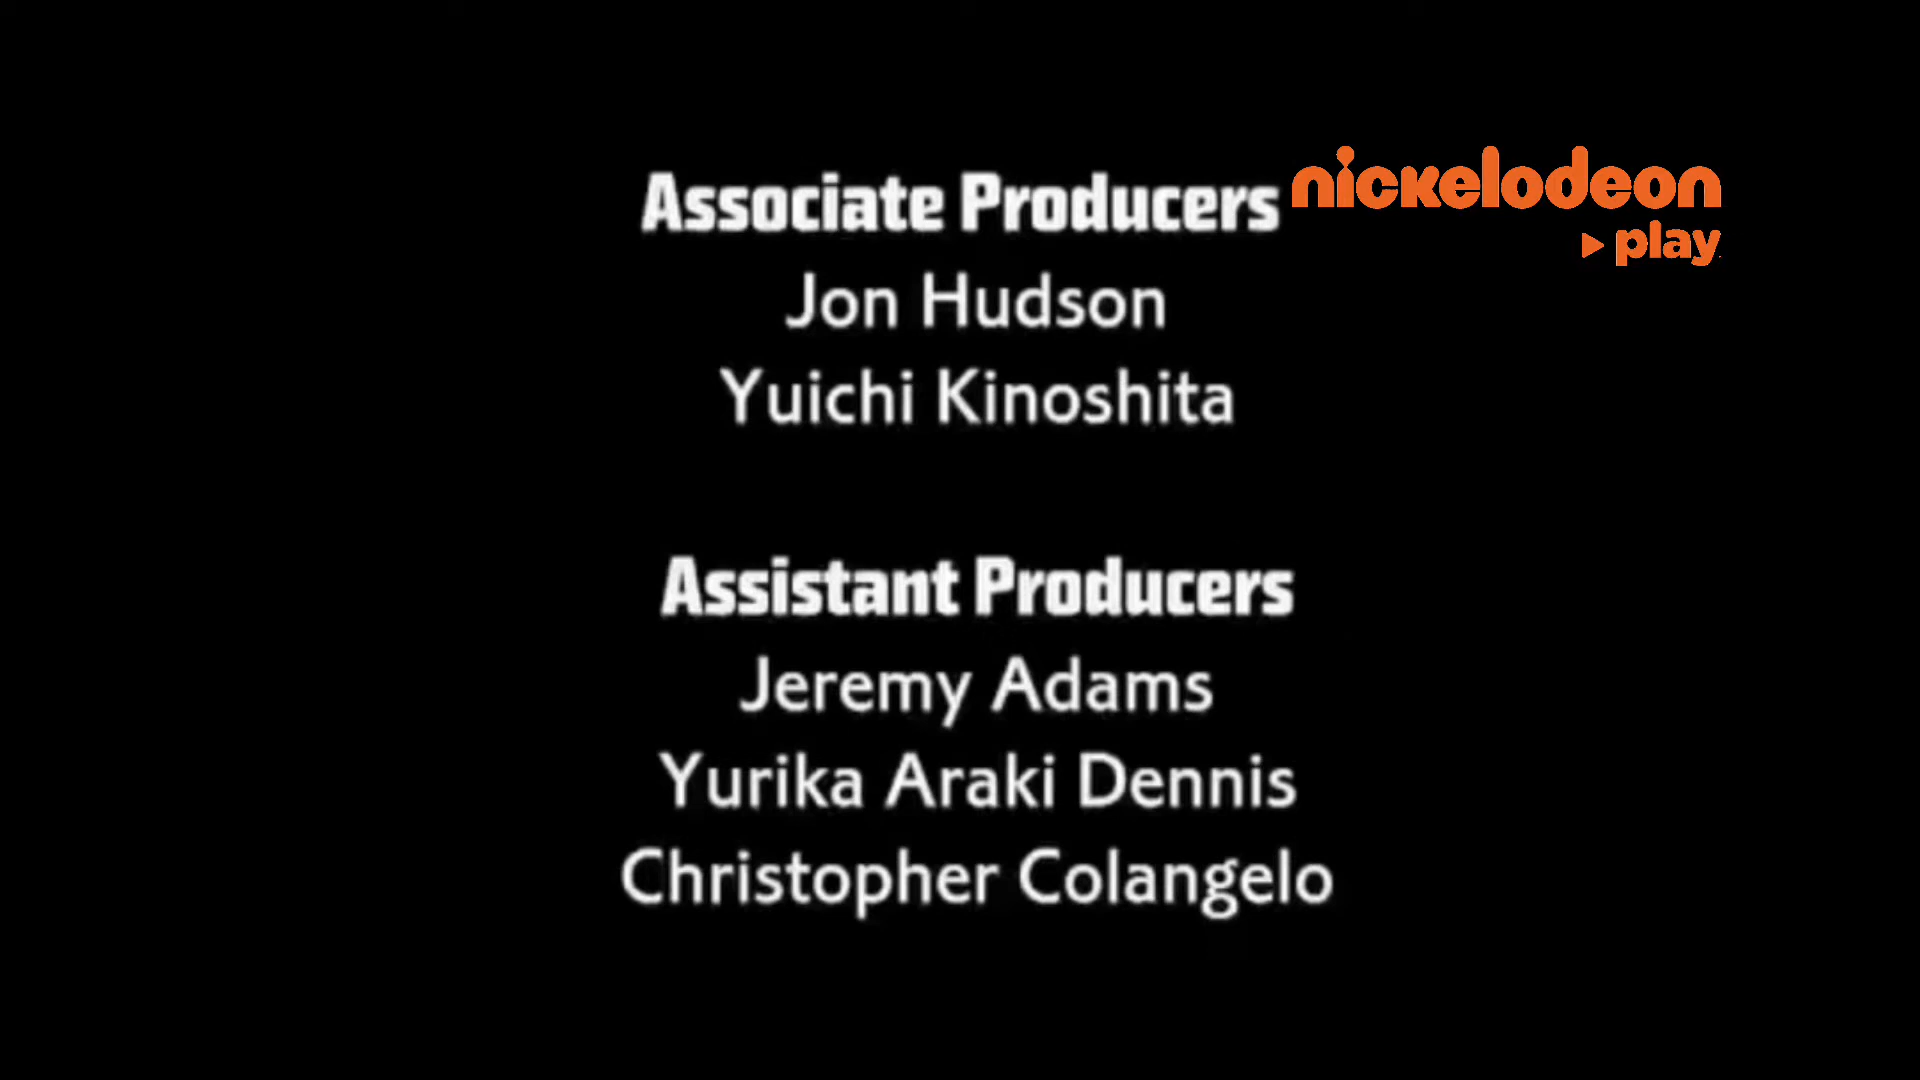 Associate Producers
nickelodeon
play
Jon Hudson
Yuichi Kinoshita
Assistant Producers
Jeremy Adams
Yurika Araki Dennis
Christopher Colangelo